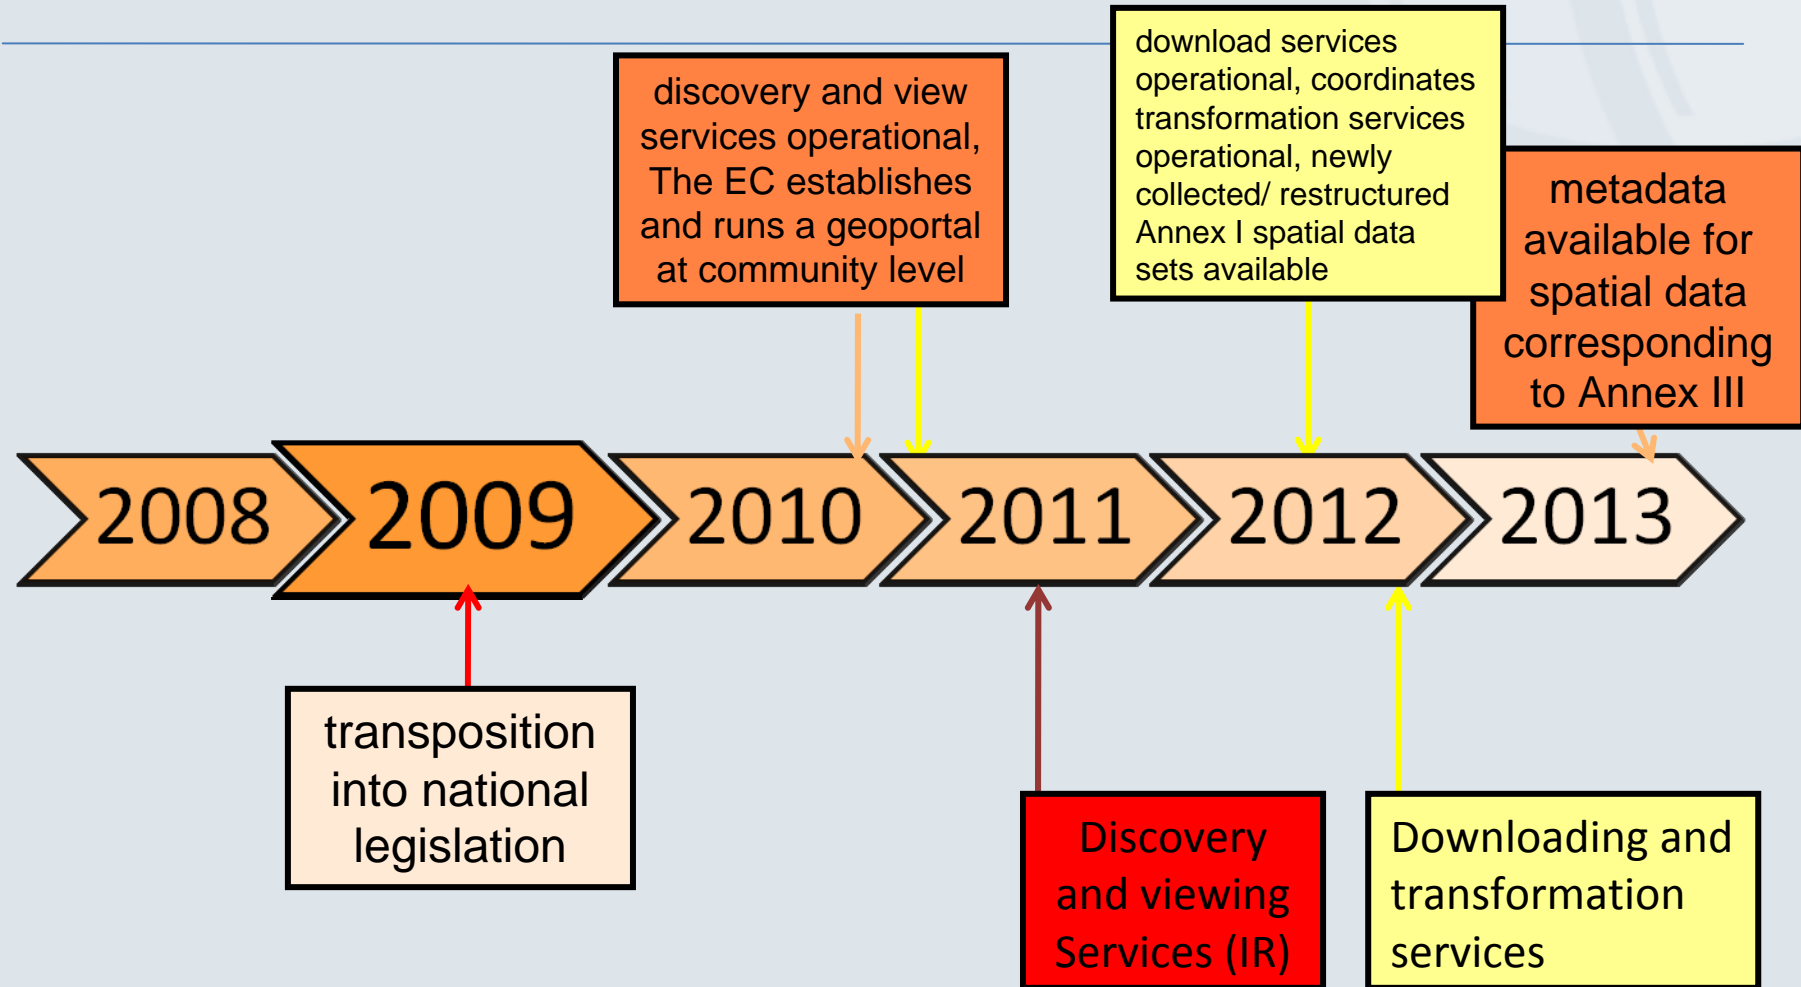 download services
operational, coordinates
transformation services
operational, newly
collected/ restructured
Annex I spatial data
sets available
discovery and view
services operational,
The EC establishes
and runs a geoportal
at community level
metadata
available for
spatial data
corresponding
to Annex III
2008
2009
2010
2011
2012
2013
transposition
into national
legislation
Discovery
and viewing
Services (IR)
Downloading and
transformation
services